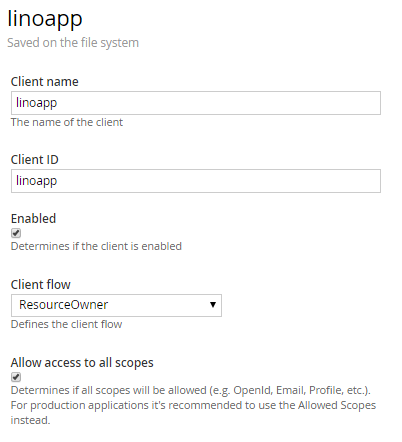 linoapp
Saved on the file system
Client name
linoapp
The name of the client
Client ID
linoapp
Enabled
Determines if the client is enabled
Client flow
ResourceOwner
Defines the client flow
Allow access to all scopes
Determines if all scopes will be allowed (e.g. OpenId, Email, Profile, etc.).
For production applications it's recommended to use the Allowed Scopes
instead.